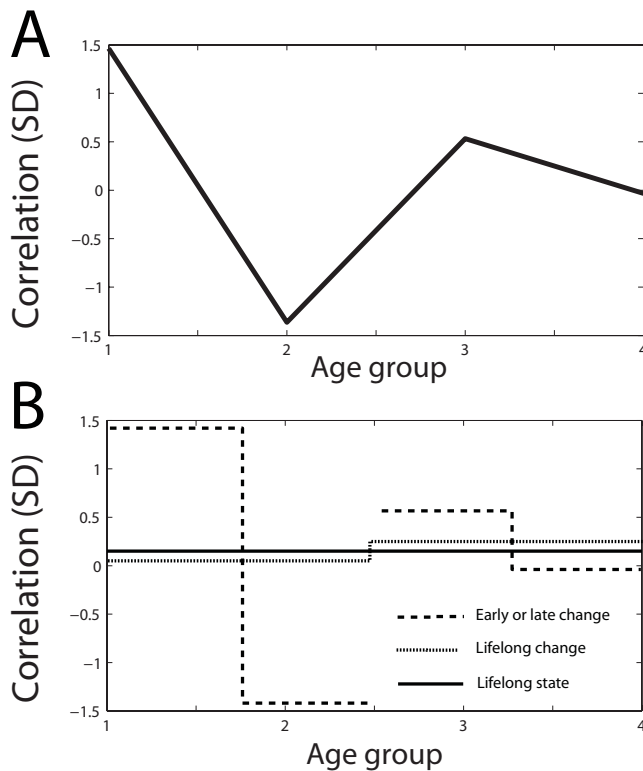 A
Correlation (SD)
1.5
1
0.5
0
−0.5
−1
−1.5
1
2
3
4
Age group
B
Correlation (SD)
1.5
1
0.5
0
−0.5
−1
−1.5
Early or late change
Lifelong change
Lifelong state
1
2
3
4
Age group